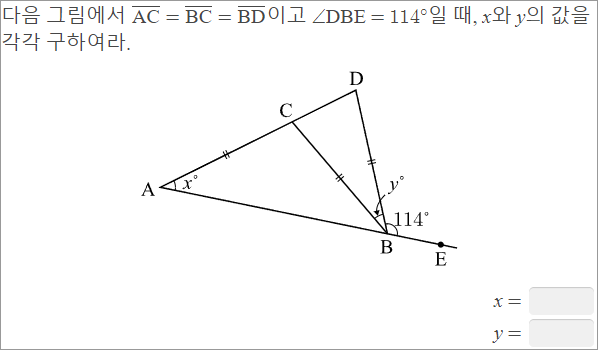 다음 그림에서 AC = BC = BD이고 ∠DBE = 114°일 때, x와 y의 값을
각각 구하여라.
D
C
A
x°
y°
114°
B
E
x =
y =